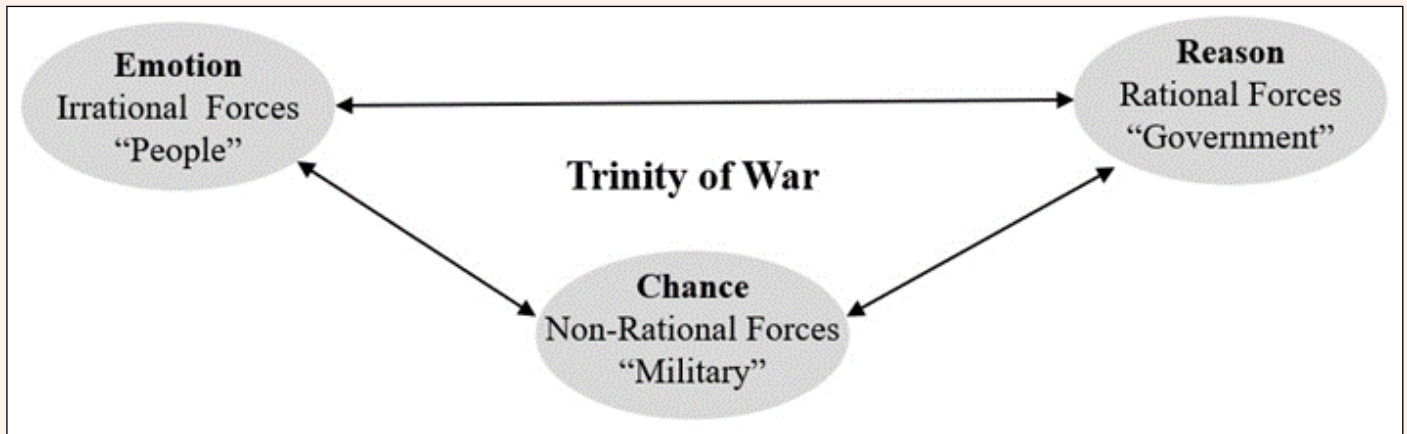 Emotion
Irrational Forces
“People”
Reason
Rational Forces
“Government”
Trinity of War
Chance
Non-Rational Forces
“Military”